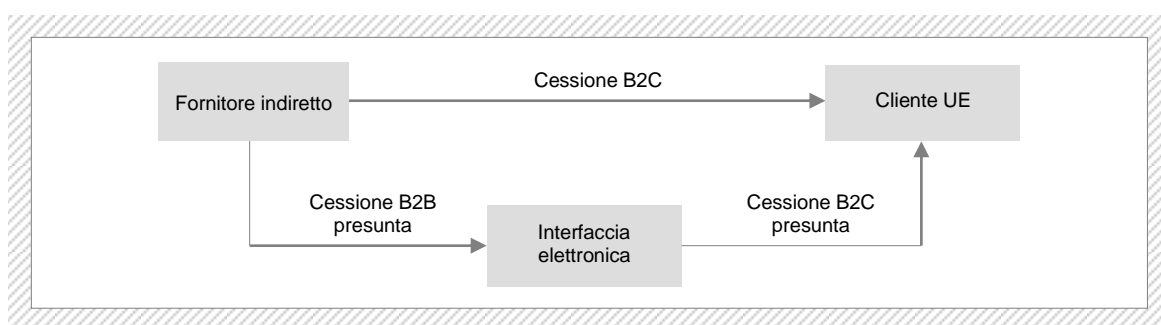 Cessione B2C
Fornitore indiretto
Cliente UE
Cessione B2B
presunta
Cessione B2C
presunta
Interfaccia
elettronica